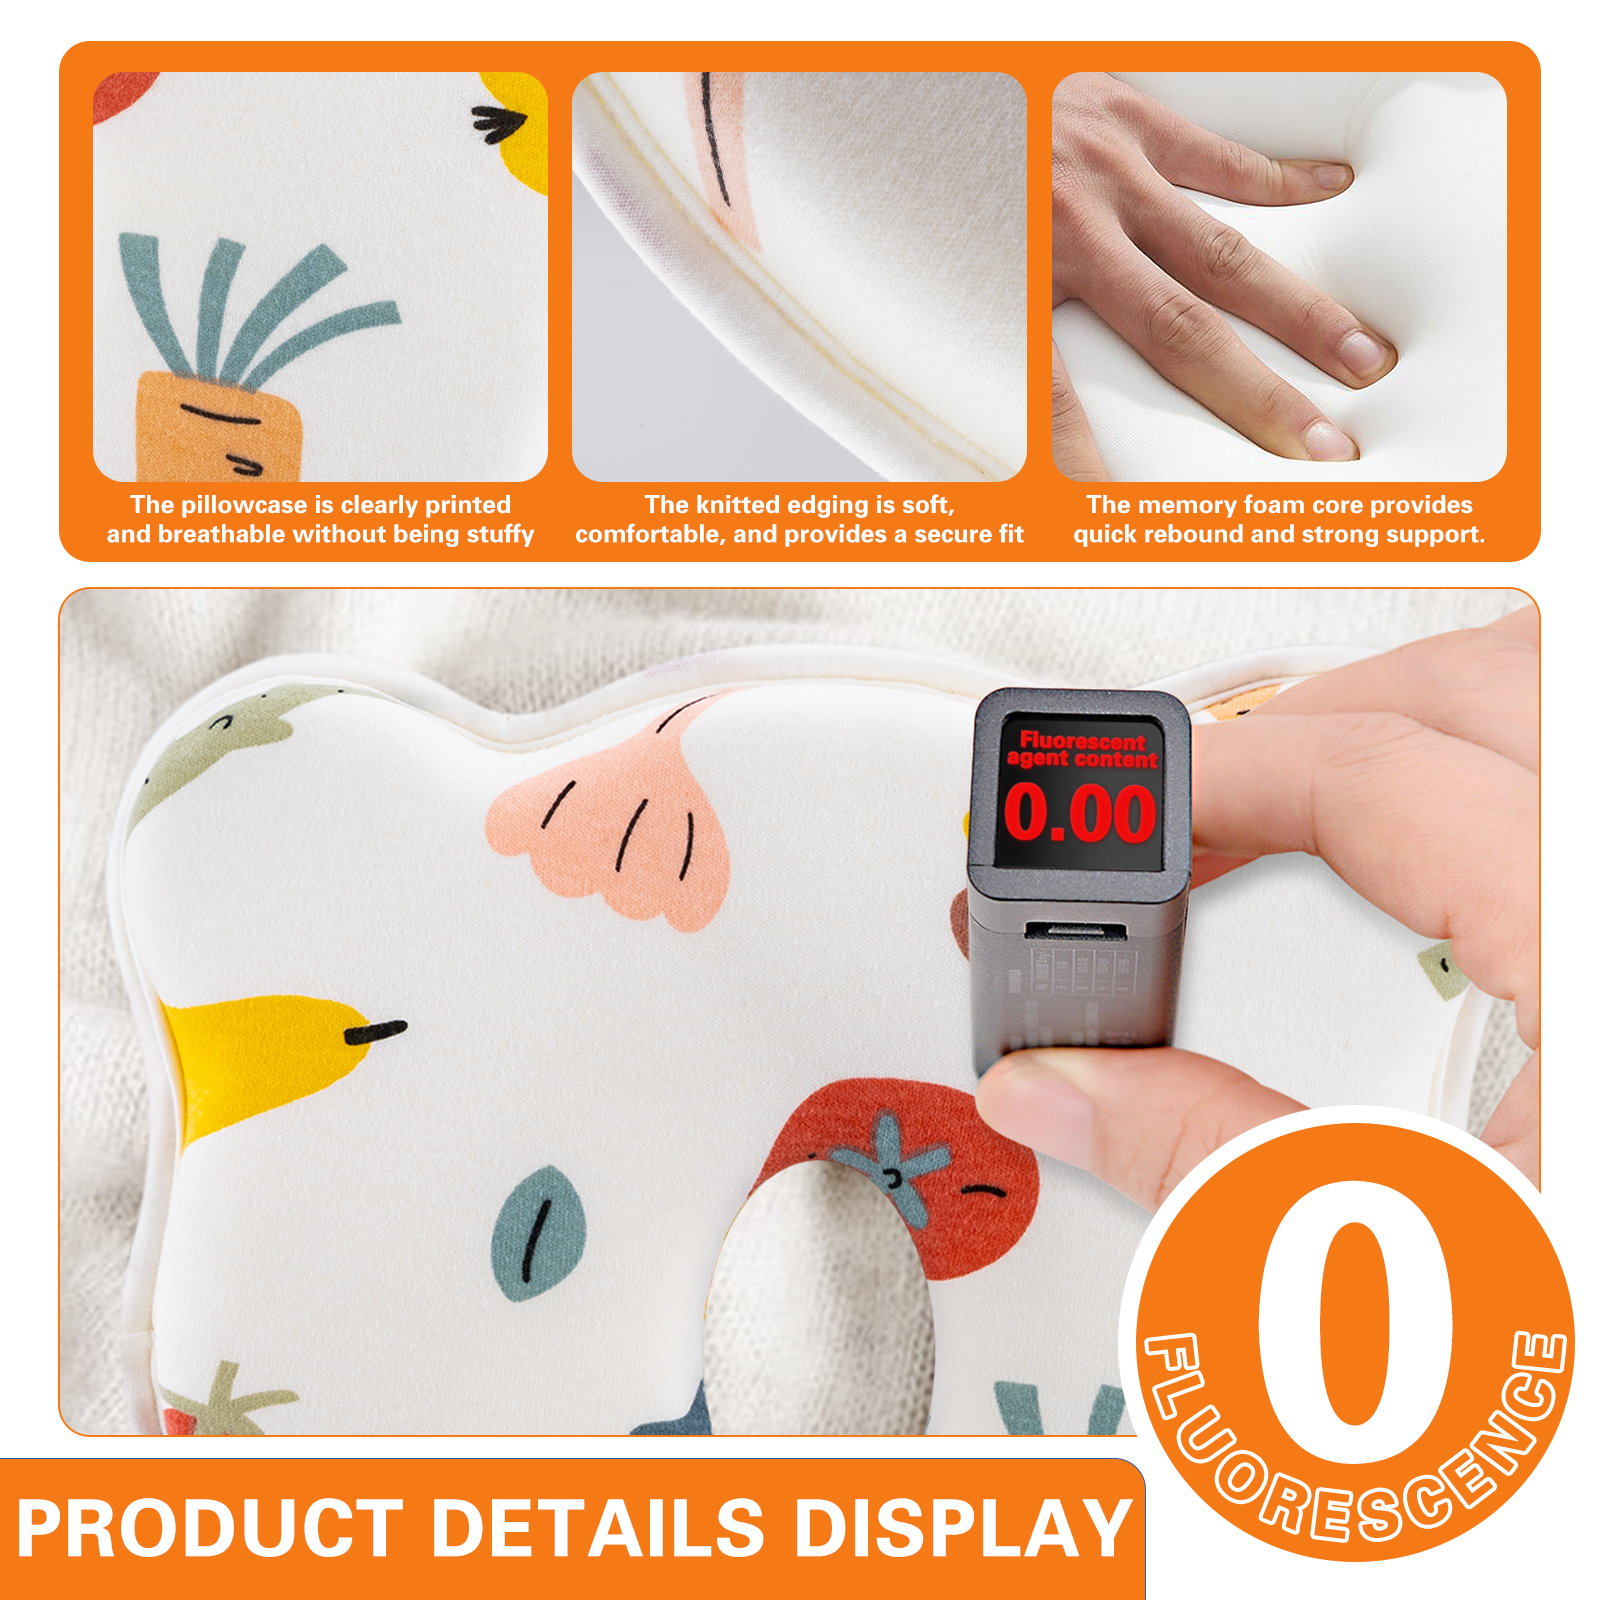 The pillowcase is clearly printed
and breathable without being stuffy
The knitted edging is soft,
comfortable, and provides a secure fit
The memory foam core provides
quick rebound and strong support.
Fluorescent
agent content
0.00
0
FLUORESCENCE
PRODUCT DETAILS DISPLAY